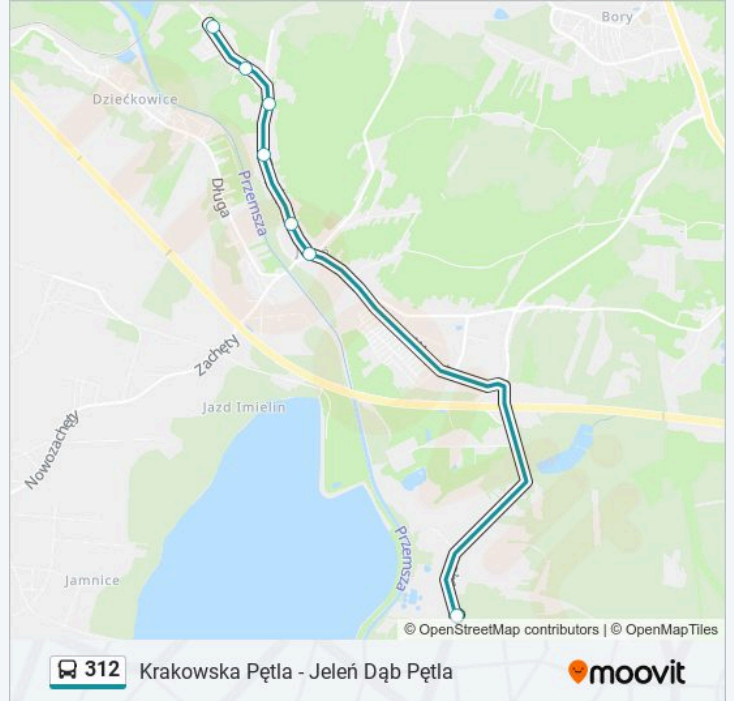 Bory
Dziećkowice
Długa
Przemsza
Zachęty
Jazd Imielin
Nowozachęty
Przemsza
Jamnice
© OpenStreetMap contributors | © OpenMapTiles
312 Krakowska Pętla - Jeleń Dąb Pętla
moovit